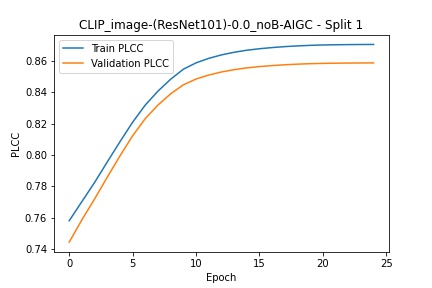 CLIP_image-(ResNet101)-0.0_noB-AIGC - Split 1
Train PLCC
Validation PLCC
PLCC
0.86
0.84
0.82
0.80
0.78
0.76
0.74
0 5 10 15 20 25
Epoch